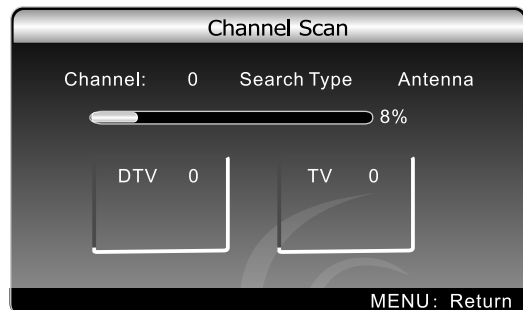 Channel Scan
Channel: 0 Search Type Antenna
8%
DTV 0 TV 0
MENU: Return